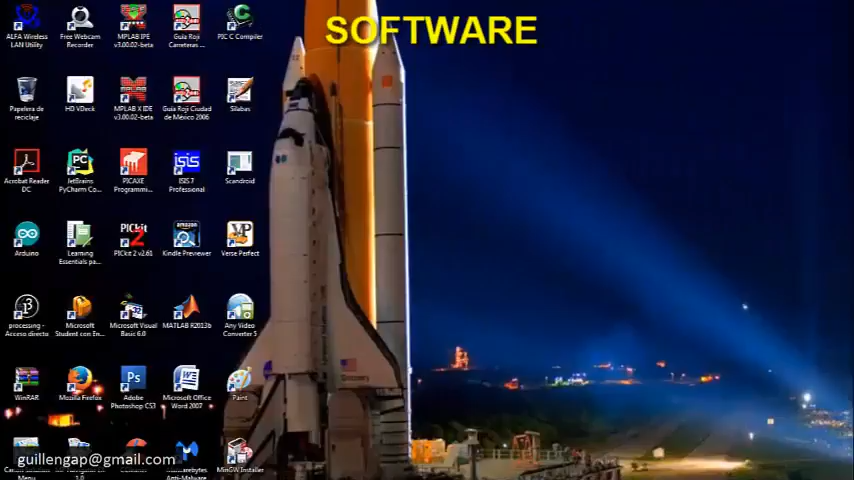 SOFTWARE
ALFA Wireless
LAN Utility
Free Webcam
Recorder
MPLAB IPE
v3.00.02-beta
Guía Roji
Carreteras ...
PIC C Compiler
Papelera de
reciclaje
HD VDeck
MPLAB X IDE
v3.00.02-beta
Guía Roji Ciudad
de México 2006
Silabas
Acrobat Reader
DC
JetBrains
PyCharm Co...
PICAXE
Programmi...
ISIS 7
Professional
Scandroid
Arduino
Learning
Essentials pa...
PICkit 2 v2.61
Kindle Previewer
Verse Perfect
processing -
Acceso directo
Microsoft
Student con En...
Microsoft Visual
Basic 6.0
MATLAB R2013b
Any Video
Converter 5
WinRAR
Mozilla Firefox
Adobe
Photoshop CS3
Microsoft Office
Word 2007
Paint
guillengap@gmail.com
Anti-Malware
MinGW Installer